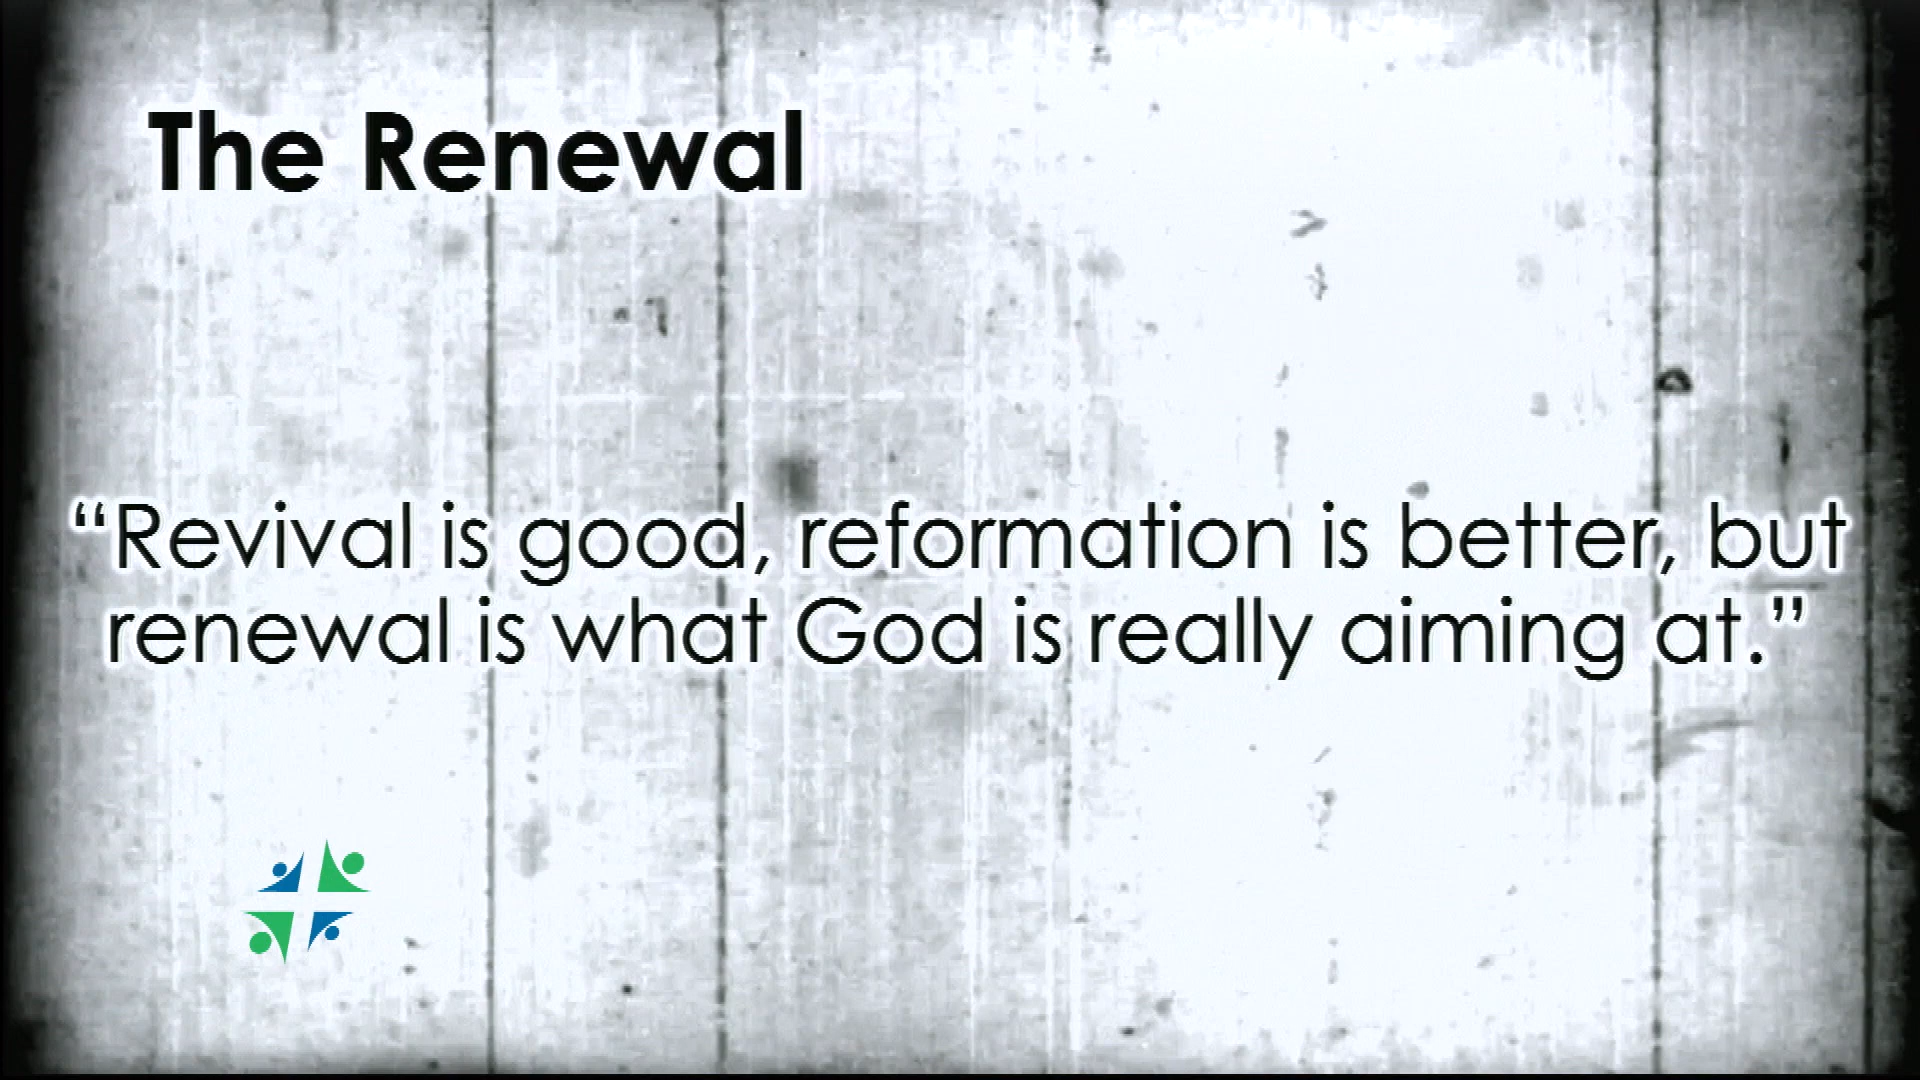 The Renewal
“Revival is good, reformation is better, but
renewal is what God is really aiming at.”